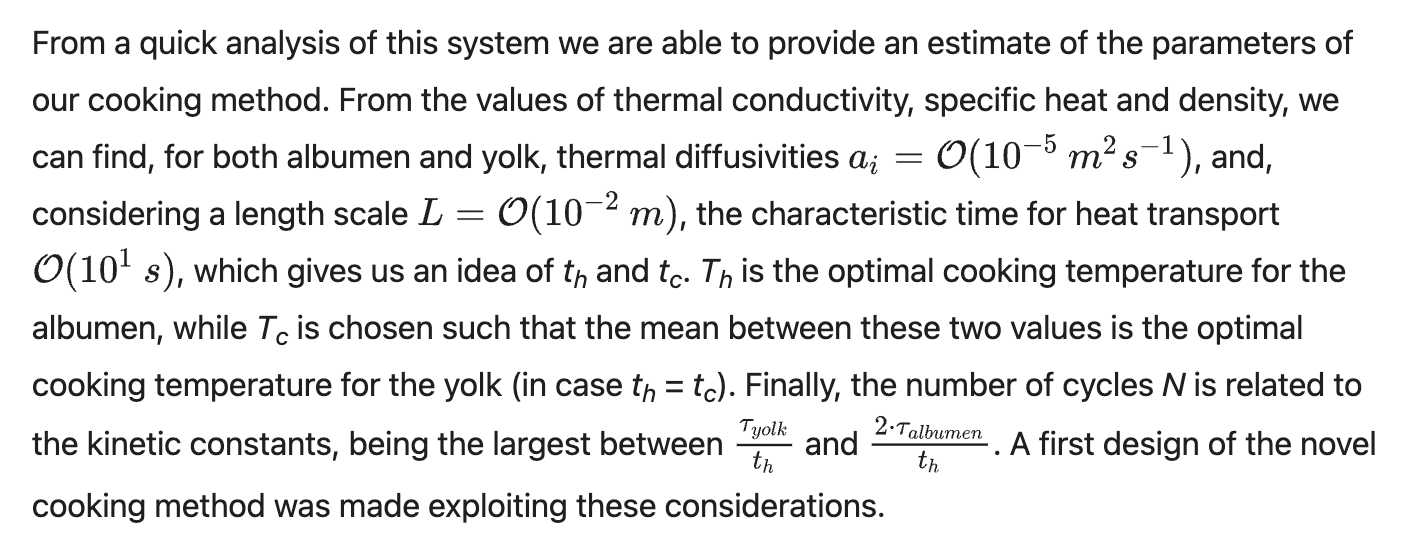 From a quick analysis of this system we are able to provide an estimate of the parameters of
our cooking method. From the values of thermal conductivity, specific heat and density, we
can find, for both albumen and yolk, thermal diffusivities $a_i = \mathcal{O}(10^{-5}\ m^2 s^{-1})$, and,
considering a length scale $L = \mathcal{O}(10^{-2}\ m)$, the characteristic time for heat transport
$\mathcal{O}(10^1\ s)$, which gives us an idea of $t_h$ and $t_c$. $T_h$ is the optimal cooking temperature for the
albumen, while $T_c$ is chosen such that the mean between these two values is the optimal
cooking temperature for the yolk (in case $t_h = t_c$). Finally, the number of cycles $N$ is related to
the kinetic constants, being the largest between $\frac{\tau_{yolk}}{t_h}$ and $\frac{2 \cdot \tau_{albumen}}{t_h}$. A first design of the novel
cooking method was made exploiting these considerations.